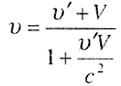 υ = (υ′ + V) / (1 + υ′V / c²)